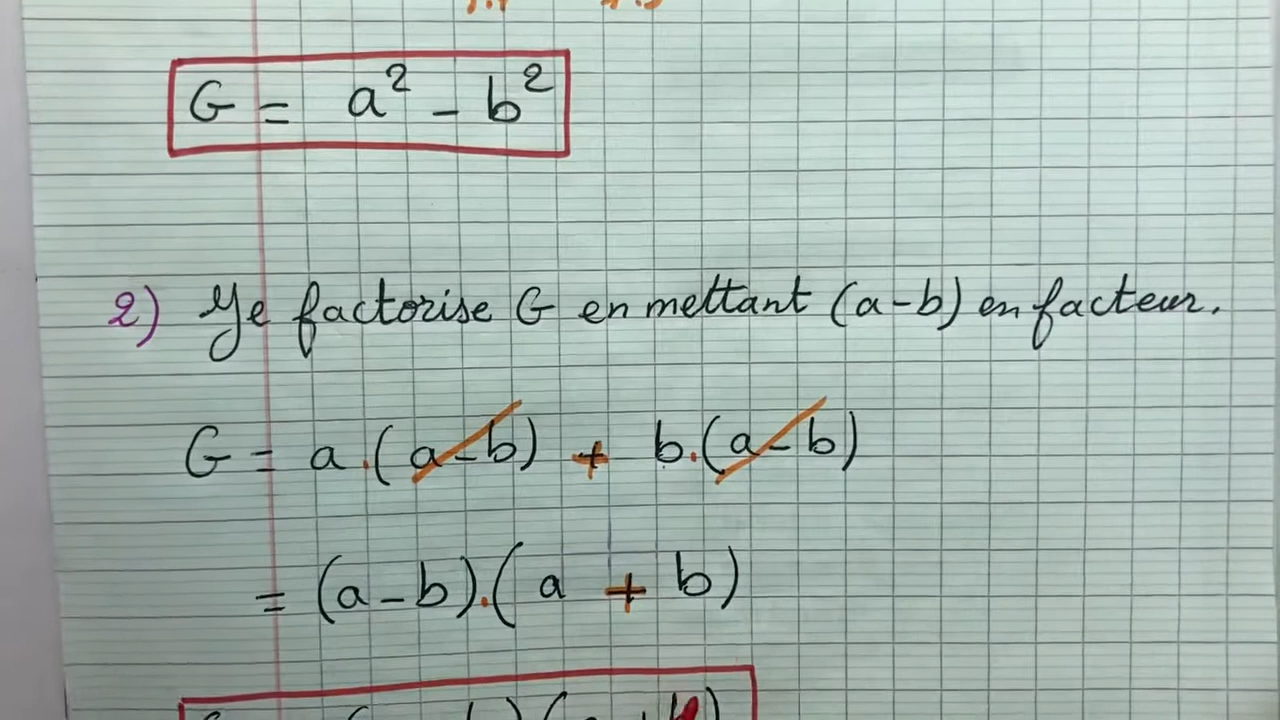 G = a² - b²
2) Je factorise G en mettant (a-b) en facteur.
G = a.(a-b) + b.(a-b)
= (a-b).(a + b)